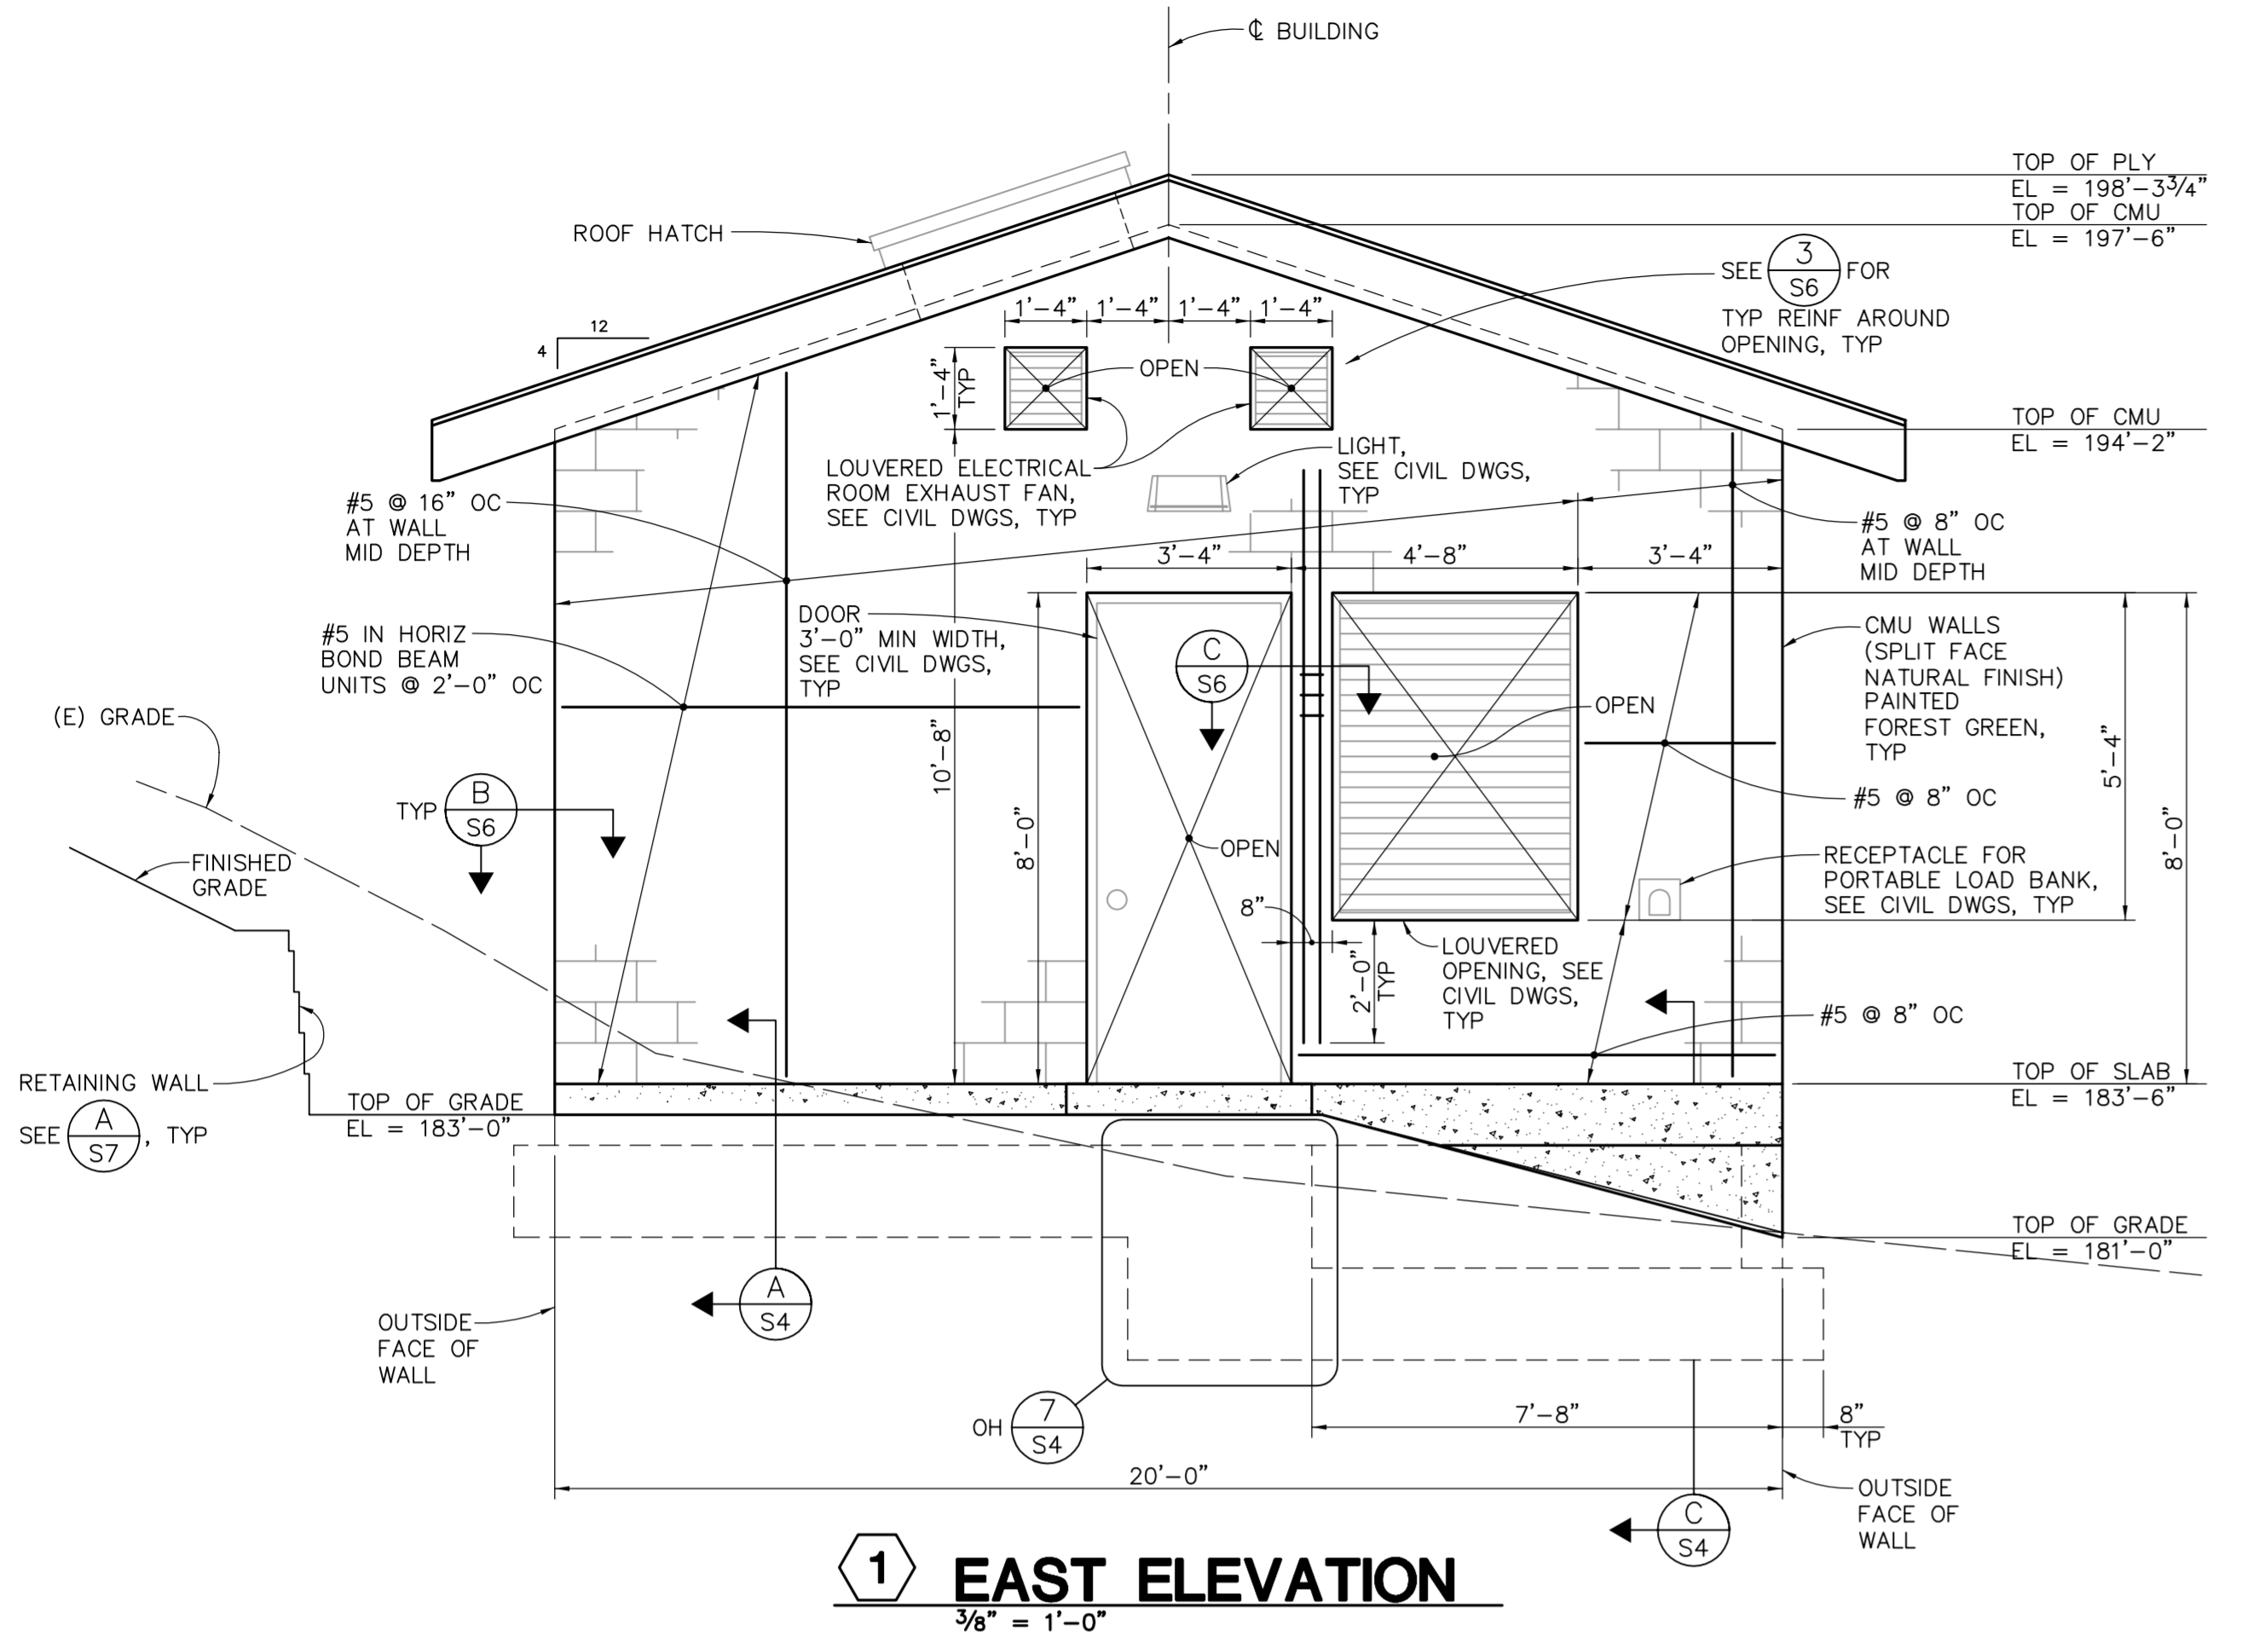 ℄ BUILDING
TOP OF PLY
EL = 198'-3¾"
TOP OF CMU
EL = 197'-6"
ROOF HATCH
SEE 3/S6 FOR
TYP REINF AROUND
OPENING, TYP
12
4
1'-4" 1'-4" 1'-4" 1'-4"
OPEN
1'-4"
TYP
TOP OF CMU
EL = 194'-2"
LIGHT,
SEE CIVIL DWGS,
TYP
LOUVERED ELECTRICAL
ROOM EXHAUST FAN,
SEE CIVIL DWGS, TYP
#5 @ 16" OC
AT WALL
MID DEPTH
#5 @ 8" OC
AT WALL
MID DEPTH
3'-4" 4'-8" 3'-4"
DOOR
3'-0" MIN WIDTH,
SEE CIVIL DWGS,
TYP
#5 IN HORIZ
BOND BEAM
UNITS @ 2'-0" OC
C
S6
CMU WALLS
(SPLIT FACE
NATURAL FINISH)
PAINTED
FOREST GREEN,
TYP
(E) GRADE
OPEN
10'-8"
5'-4"
TYP B/S6
#5 @ 8" OC
8'-0"
OPEN
8'-0"
FINISHED
GRADE
RECEPTACLE FOR
PORTABLE LOAD BANK,
SEE CIVIL DWGS, TYP
8"
LOUVERED
OPENING, SEE
CIVIL DWGS,
TYP
2'-0"
TYP
#5 @ 8" OC
RETAINING WALL
SEE A/S7, TYP
TOP OF GRADE
EL = 183'-0"
TOP OF SLAB
EL = 183'-6"
TOP OF GRADE
EL = 181'-0"
A
S4
OUTSIDE
FACE OF
WALL
OH 7/S4
7'-8"
8"
TYP
20'-0"
C
S4
OUTSIDE
FACE OF
WALL
1 EAST ELEVATION
⅜" = 1'-0"